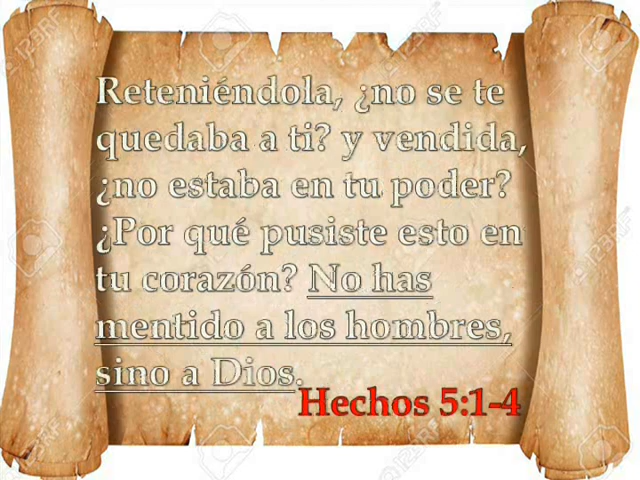 Reteniéndola, ¿no se te
quedaba a ti? y vendida,
¿no estaba en tu poder?
¿Por qué pusiste esto en
tu corazón? No has
mentido a los hombres,
sino a Dios.
Hechos 5:1-4
123RF